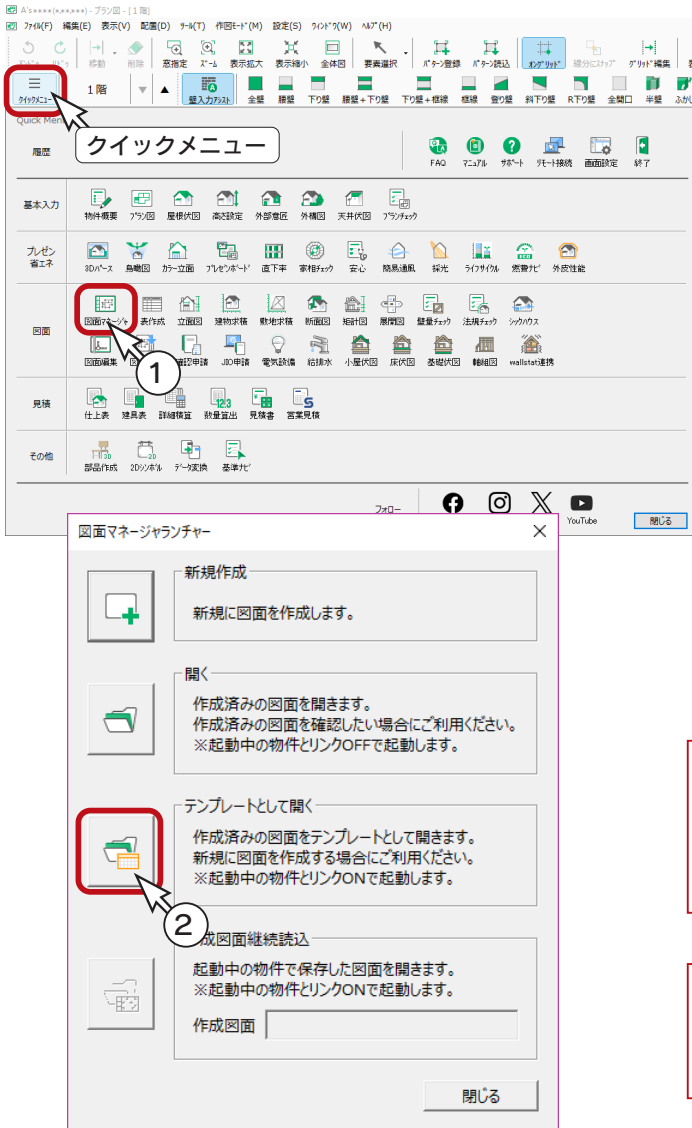 A's****(*,**,***) - プラン図 - [1 階]
ファイル(F) 編集(E) 表示(V) 配置(D) ツール(T) 作図モード(M) 設定(S) ウィンドウ(W) ヘルプ(H)
移動 削除 窓指定 ズーム 表示拡大 表示縮小 全体図 要素選択 パターン登録 パターン読込 オングリッド 線分にスナップ グリッド編集
クイックメニュー 1 階 ▼ ▲ 壁入力アシスト 全壁 腰壁 下り壁 腰壁+下り壁 下り壁+框線 框線 登り壁 斜下り壁 R下り壁 全開口 半壁 ふかし
Quick Men
クイックメニュー
履歴 FAQ マニュアル サポート リモート接続 画面設定 終了
基本入力 物件概要 プラン図 屋根伏図 高さ設定 外部意匠 外構図 天井伏図 プランチェック
プレゼン
省エネ
3Dパース 鳥瞰図 カラー立面 プレゼンボード 直下率 家相チェック 安心 簡易通風 採光 ライフサイクル 燃費ナビ 外皮性能
図面 図面マネージャ 表作成 立面図 建物求積 敷地求積 断面図 矩計図 展開図 壁量チェック 法規チェック シックハウス
1
図面編集 確認申請 JIO申請 電気設備 給排水 小屋伏図 床伏図 基礎伏図 軸組図 wallstat連携
見積 仕上表 建具表 詳細積算 数量算出 見積書 営業見積
その他 部品作成 2Dシンボル データ変換 基準ナビ
フォロー YouTube 閉じる
図面マネージャランチャー ×
新規作成
新規に図面を作成します。
開く
作成済みの図面を開きます。
作成済みの図面を確認したい場合にご利用ください。
※起動中の物件とリンクOFFで起動します。
テンプレートとして開く
作成済みの図面をテンプレートとして開きます。
新規に図面を作成する場合にご利用ください。
※起動中の物件とリンクONで起動します。
2
成図面継続読込
起動中の物件で保存した図面を開きます。
※起動中の物件とリンクONで起動します。
作成図面
閉じる